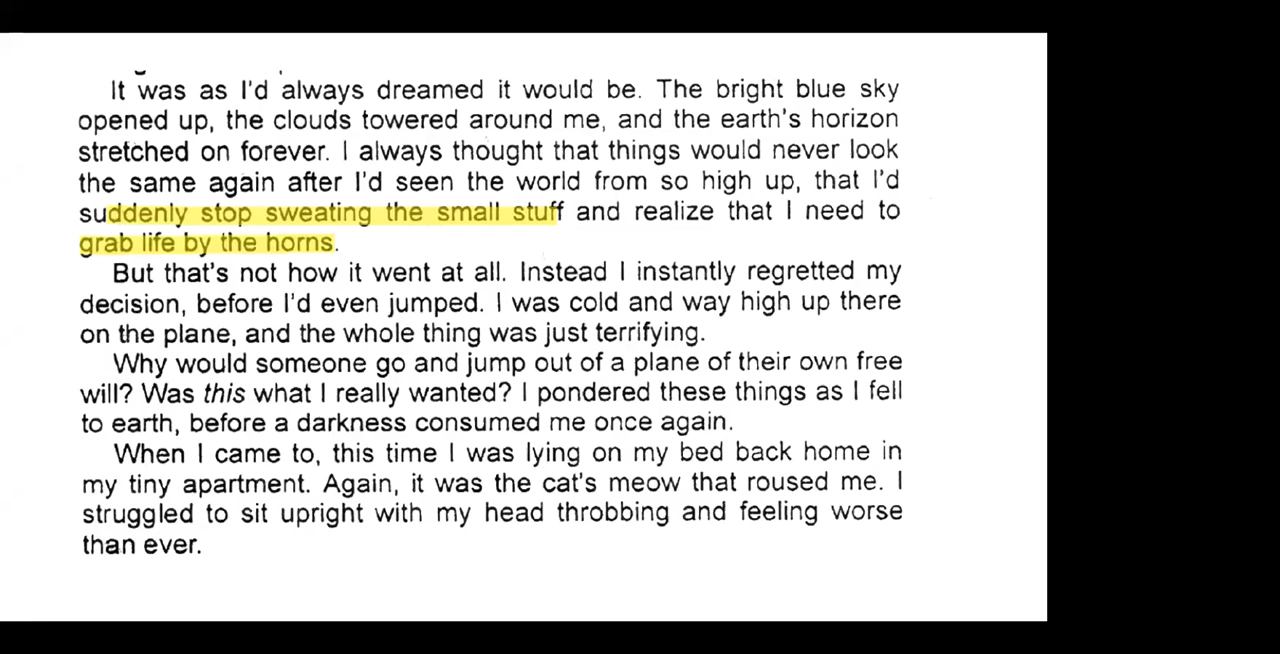 It was as I'd always dreamed it would be. The bright blue sky
opened up, the clouds towered around me, and the earth's horizon
stretched on forever. I always thought that things would never look
the same again after I'd seen the world from so high up, that I'd
suddenly stop sweating the small stuff and realize that I need to
grab life by the horns.
But that's not how it went at all. Instead I instantly regretted my
decision, before I'd even jumped. I was cold and way high up there
on the plane, and the whole thing was just terrifying.
Why would someone go and jump out of a plane of their own free
will? Was this what I really wanted? I pondered these things as I fell
to earth, before a darkness consumed me once again.
When I came to, this time I was lying on my bed back home in
my tiny apartment. Again, it was the cat's meow that roused me. I
struggled to sit upright with my head throbbing and feeling worse
than ever.